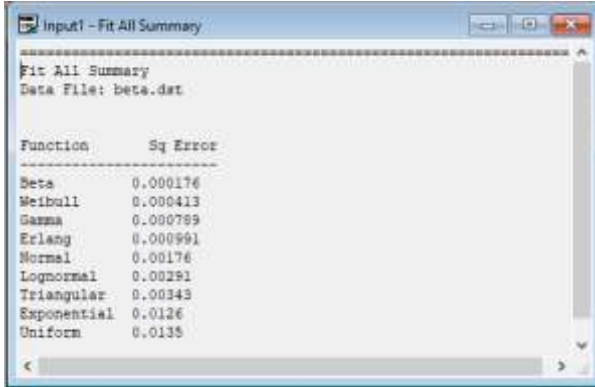 Input1 - Fit All Summary
Fit All Summary
Data File: beta.dst
Function Sq Error
Beta 0.000176
Weibull 0.000413
Gamma 0.000789
Erlang 0.000991
Normal 0.00176
Lognormal 0.00291
Triangular 0.00343
Exponential 0.0126
Uniform 0.0135